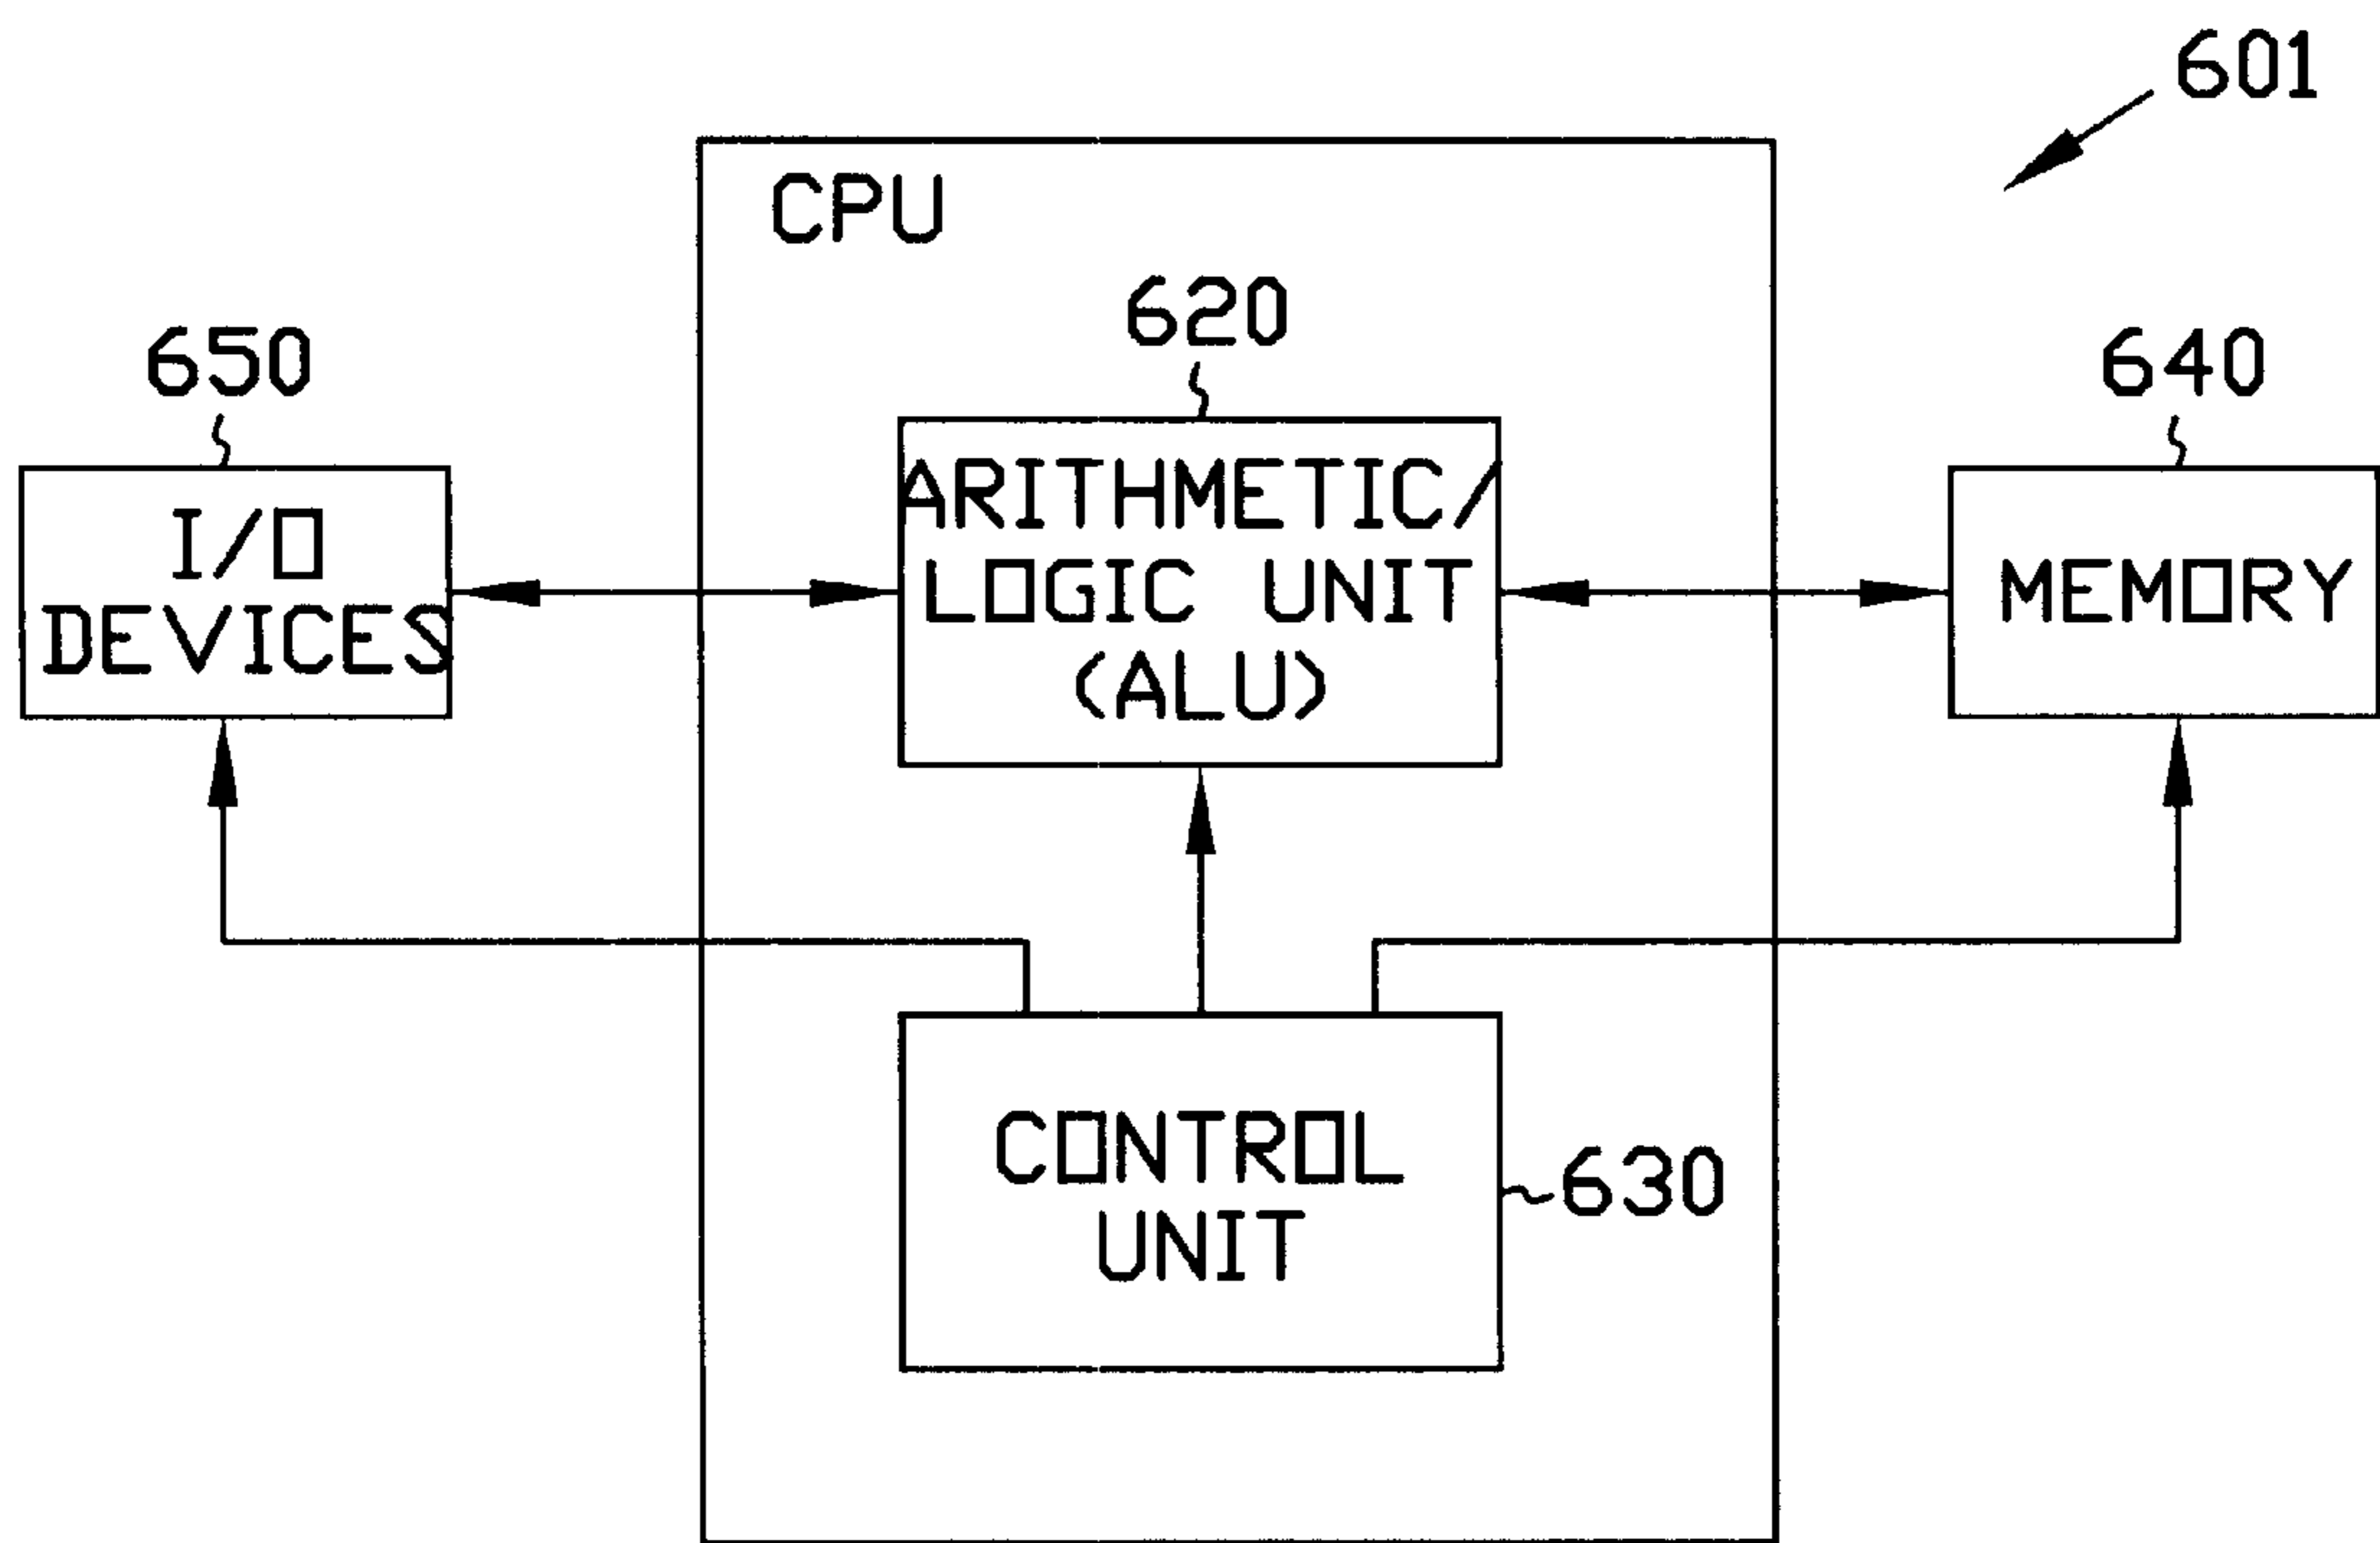 601
CPU
620
650
640
ARITHMETIC/
LOGIC UNIT
(ALU)
I/O
DEVICES
MEMORY
CONTROL
UNIT
630